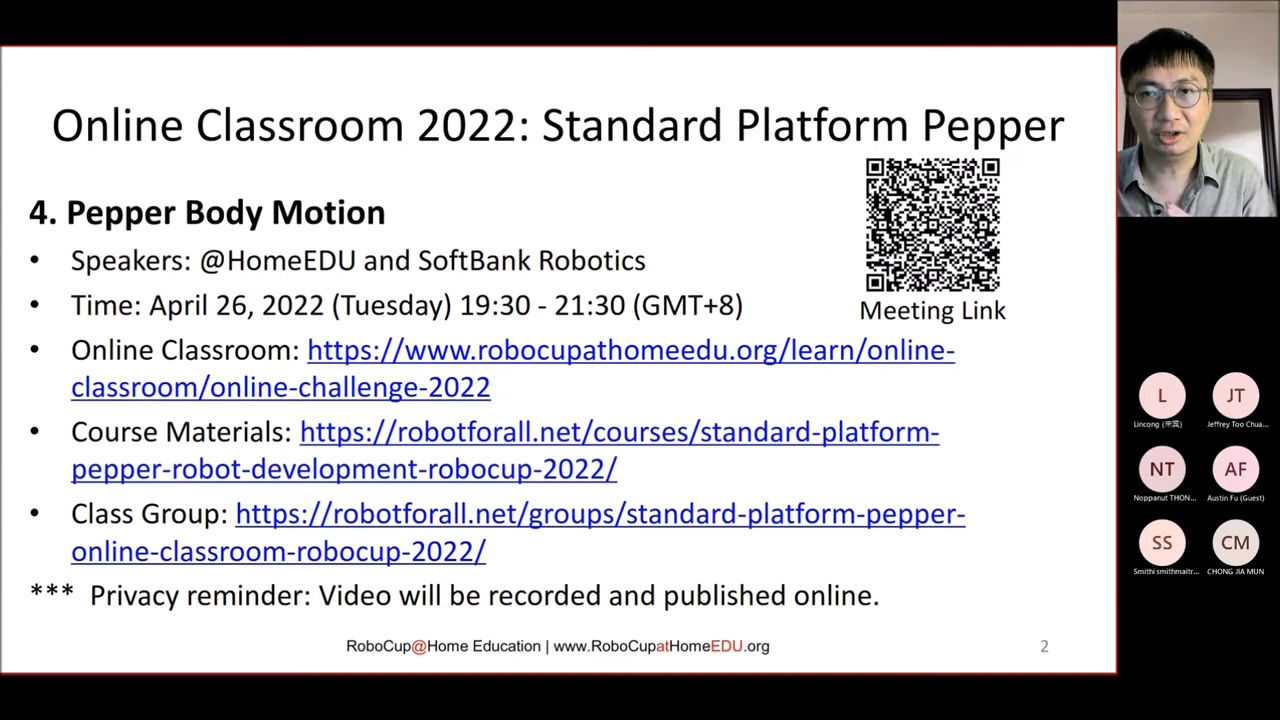 Online Classroom 2022: Standard Platform Pepper
4. Pepper Body Motion
• Speakers: @HomeEDU and SoftBank Robotics
• Time: April 26, 2022 (Tuesday) 19:30 - 21:30 (GMT+8)
Meeting Link
• Online Classroom: https://www.robocupathomeedu.org/learn/online-
classroom/online-challenge-2022
• Course Materials: https://robotforall.net/courses/standard-platform-
pepper-robot-development-robocup-2022/
• Class Group: https://robotforall.net/groups/standard-platform-pepper-
online-classroom-robocup-2022/
*** Privacy reminder: Video will be recorded and published online.
RoboCup@Home Education | www.RoboCupatHomeEDU.org
2
L
JT
Lincong
Jeffrey Too Chua...
NT
AF
Noppanut THON...
Austin Fu (Guest)
SS
CM
Smithi smithmaitr...
CHONG JIA MUN